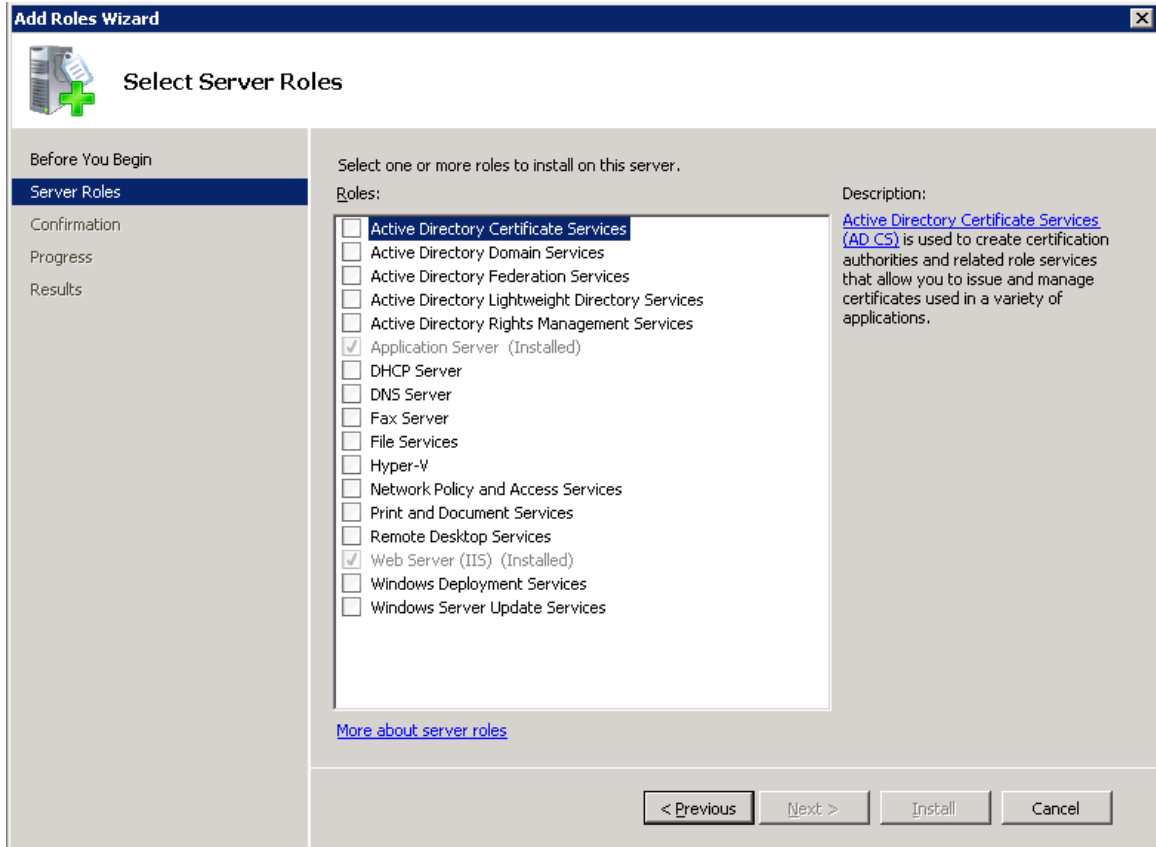 Add Roles Wizard
Select Server Roles
Before You Begin
Server Roles
Confirmation
Progress
Results
Select one or more roles to install on this server.
Roles:
Active Directory Certificate Services
Active Directory Domain Services
Active Directory Federation Services
Active Directory Lightweight Directory Services
Active Directory Rights Management Services
Application Server (Installed)
DHCP Server
DNS Server
Fax Server
File Services
Hyper-V
Network Policy and Access Services
Print and Document Services
Remote Desktop Services
Web Server (IIS) (Installed)
Windows Deployment Services
Windows Server Update Services
More about server roles
Description:
Active Directory Certificate Services
(AD CS) is used to create certification
authorities and related role services
that allow you to issue and manage
certificates used in a variety of
applications.
< Previous
Next >
Install
Cancel